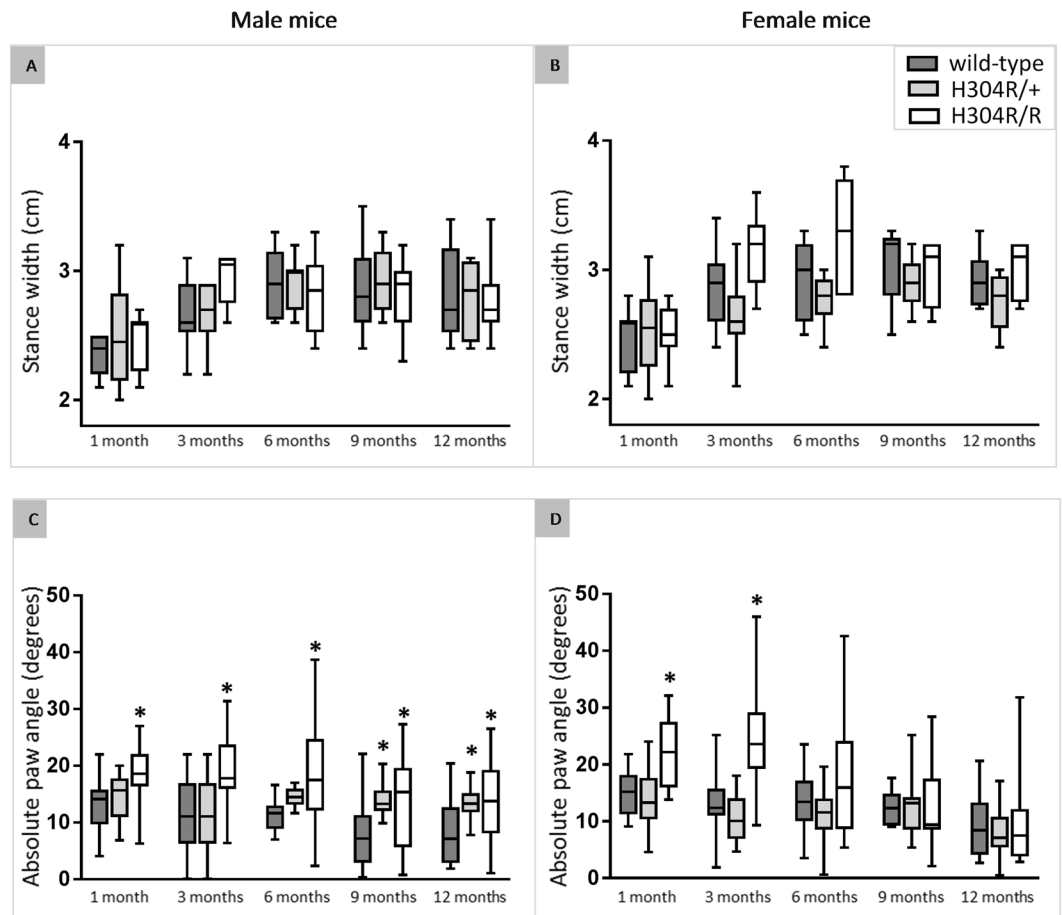 Male mice
Female mice
A
B
wild-type
H304R/+
H304R/R
Stance width (cm)
4
3
2
1 month 3 months 6 months 9 months 12 months
Stance width (cm)
4
3
2
1 month 3 months 6 months 9 months 12 months
C
D
Absolute paw angle (degrees)
50
40
30
20
10
0
* * * * * * *
1 month 3 months 6 months 9 months 12 months
Absolute paw angle (degrees)
50
40
30
20
10
0
* *
1 month 3 months 6 months 9 months 12 months